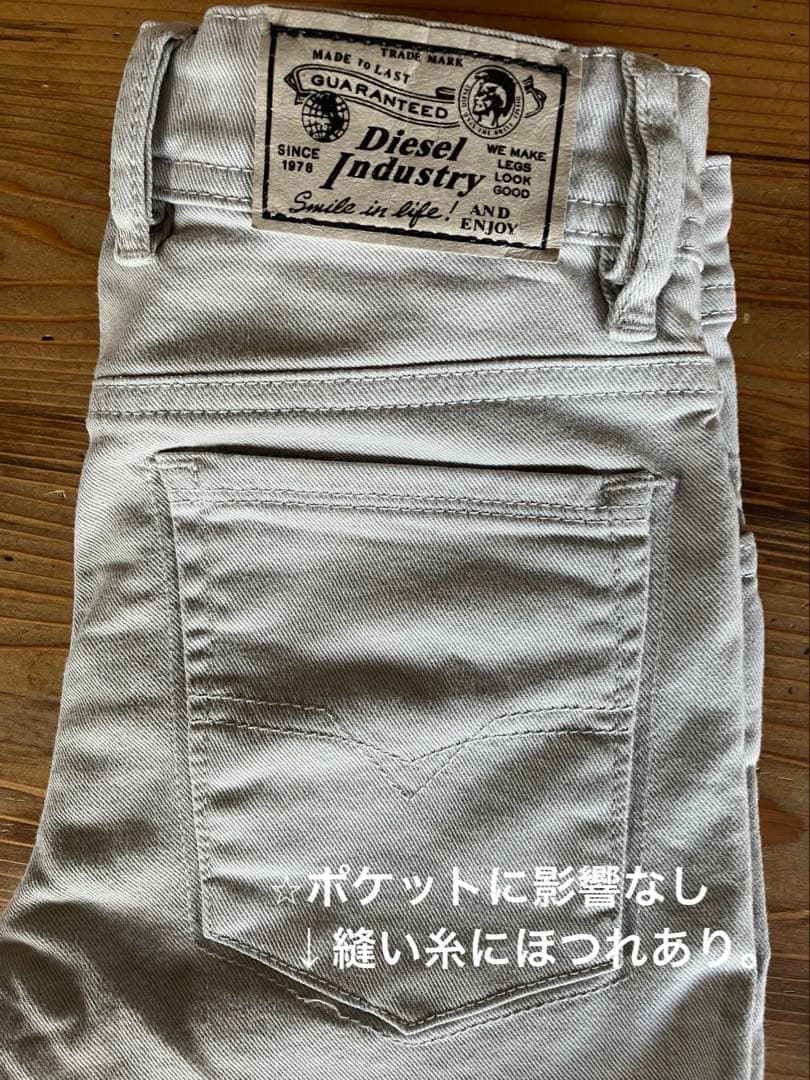 TRADE MARK
MADE To LAST
GUARANTEED
Diesel
Industry
SINCE
1978
WE MAKE
LEGS
LOOK
GOOD
Smile in life!
AND
ENJOY
☆ポケットに影響なし
↓縫い糸にほつれあり。